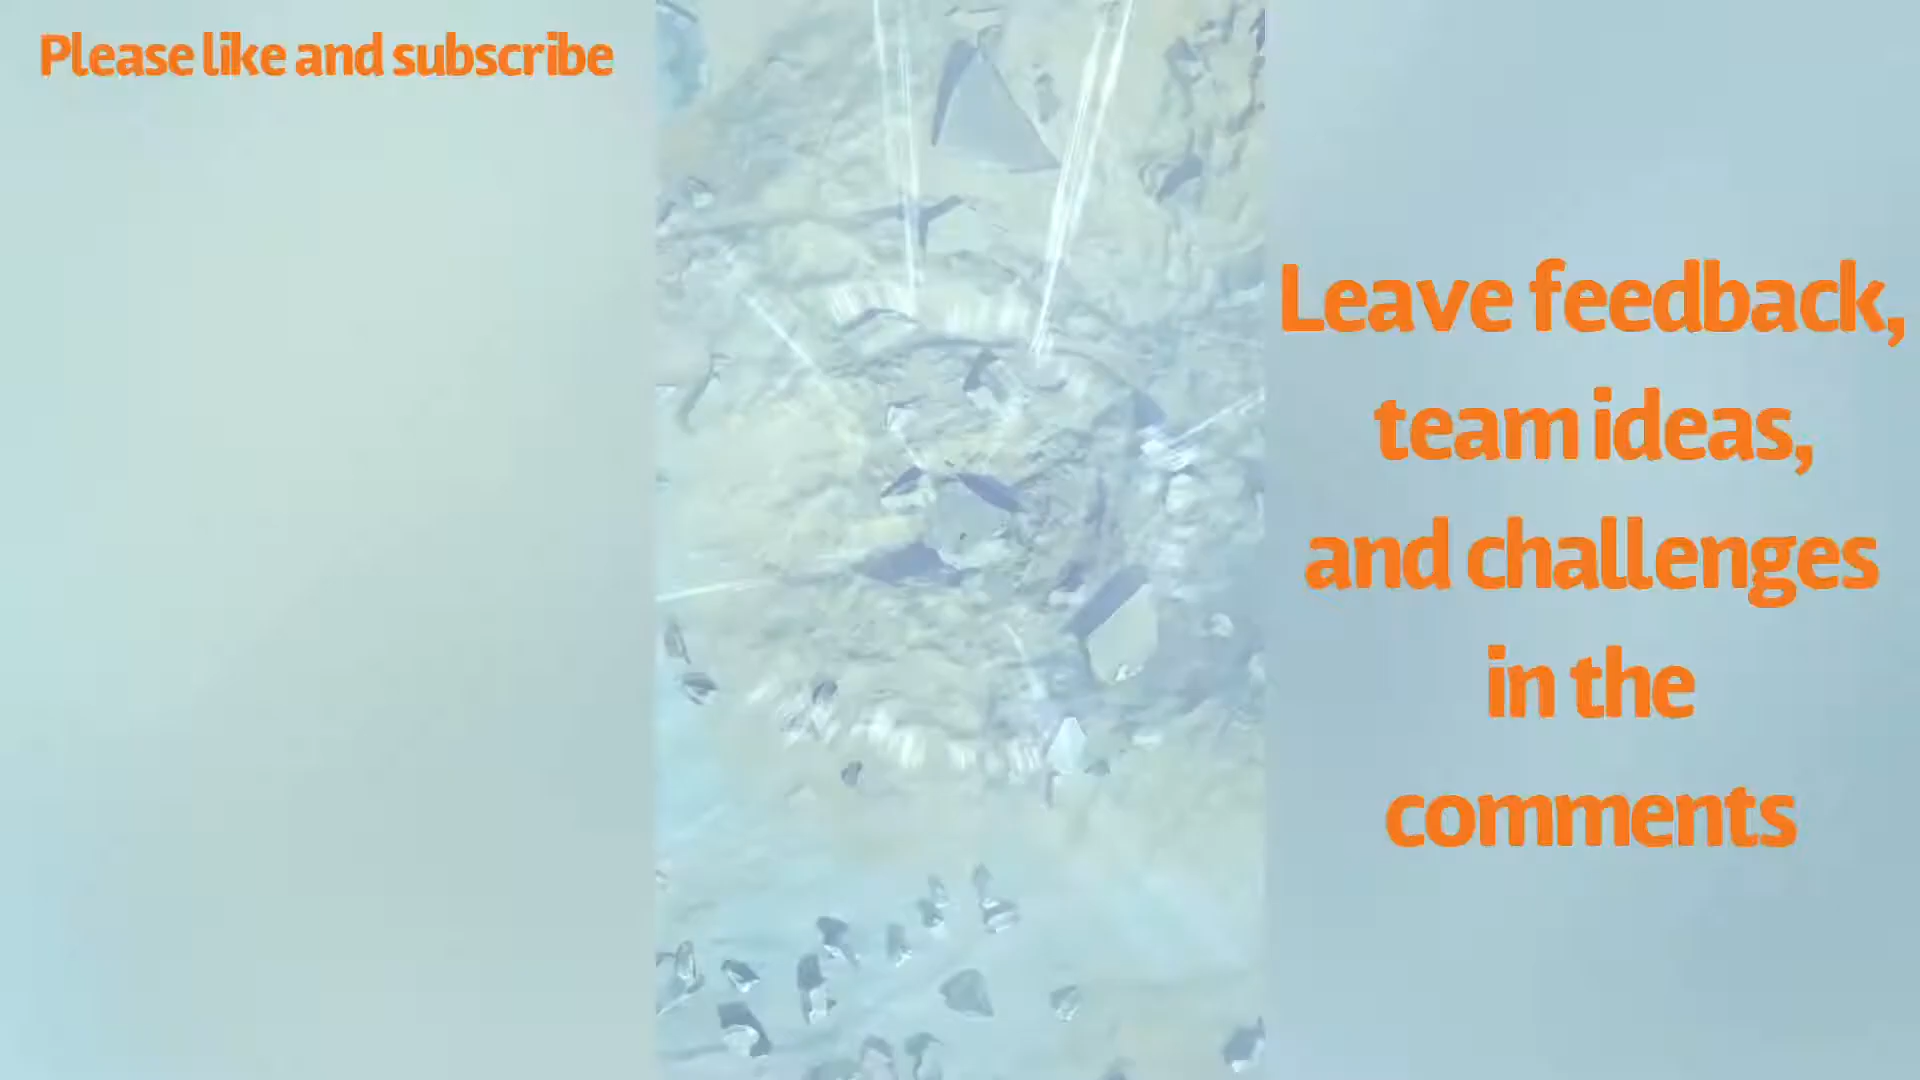 Please like and subscribe
Leave feedback,
team ideas,
and challenges
in the
comments